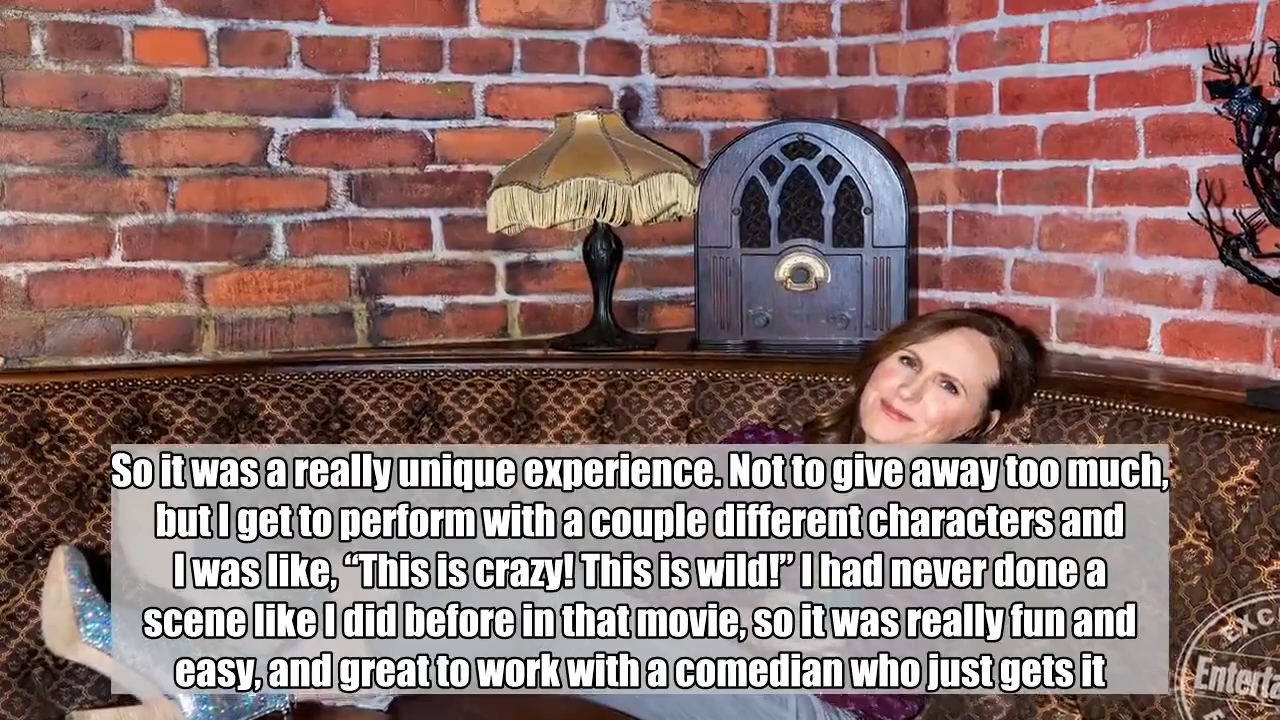 So it was a really unique experience. Not to give away too much,
but I get to perform with a couple different characters and
I was like, “This is crazy! This is wild!” I had never done a
scene like I did before in that movie, so it was really fun and
easy, and great to work with a comedian who just gets it
EXC
Enterta